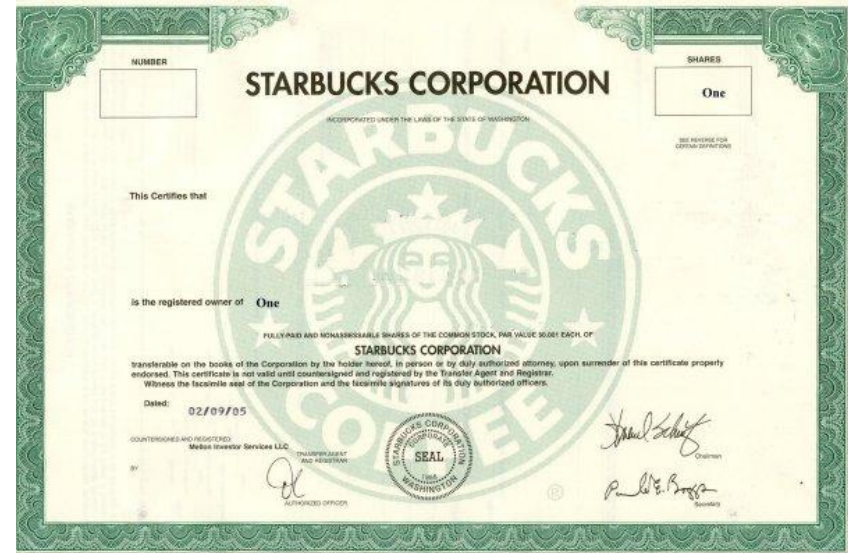 NUMBER
SHARES
One
STARBUCKS CORPORATION
INCORPORATED UNDER THE LAWS OF THE STATE OF WASHINGTON
SEE REVERSE FOR
CERTAIN DEFINITIONS
STARBUCKS
COFFEE
®
This Certifies that
is the registered owner of One
FULLY-PAID AND NONASSESSABLE SHARES OF THE COMMON STOCK, PAR VALUE $0.001 EACH, OF
STARBUCKS CORPORATION
transferable on the books of the Corporation by the holder hereof, in person or by duly authorized attorney, upon surrender of this certificate property
endorsed. This certificate is not valid until countersigned and registered by the Transfer Agent and Registrar.
Witness the facsimile seal of the Corporation and the facsimile signatures of its duly authorized officers.
Dated:
02/09/05
COUNTERSIGNED AND REGISTERED:
Mellon Investor Services LLC
TRANSFER AGENT
AND REGISTRAR
BY
AUTHORIZED OFFICER
STARBUCKS CORPORATION
CORPORATE
SEAL
WASHINGTON
Chairman
Secretary